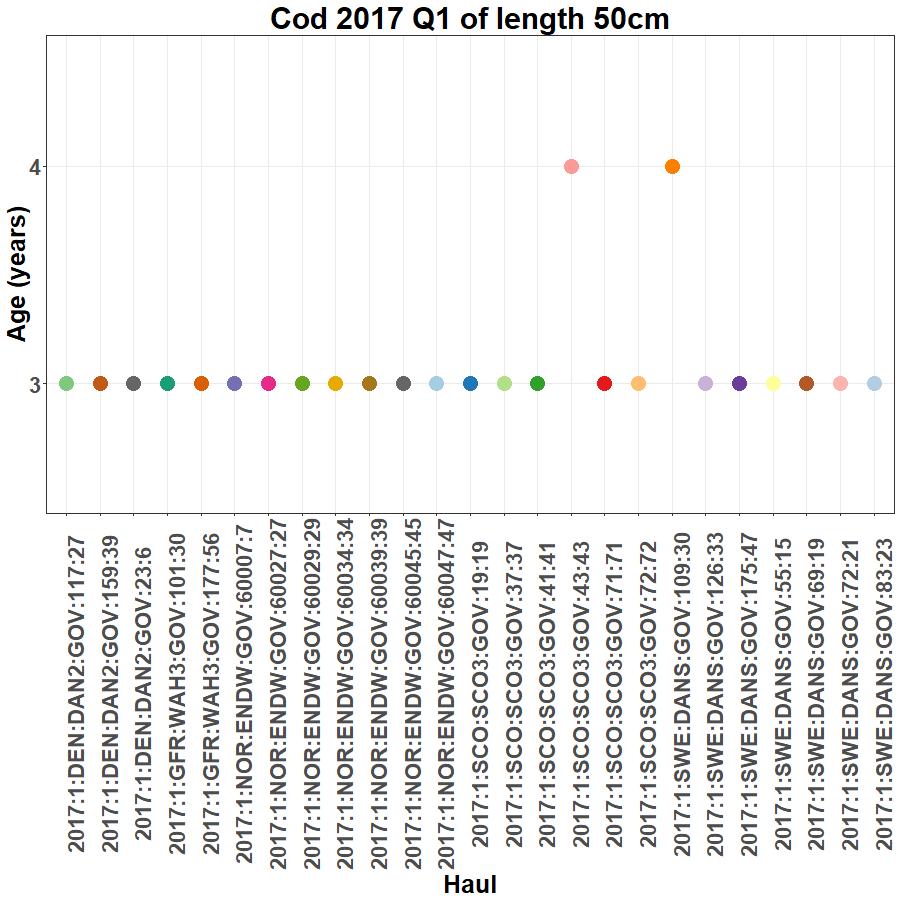 Cod 2017 Q1 of length 50cm
Age (years)
4
3
2017:1:DEN:DAN2:GOV:117:27
2017:1:DEN:DAN2:GOV:159:39
2017:1:DEN:DAN2:GOV:23:6
2017:1:GFR:WAH3:GOV:101:30
2017:1:GFR:WAH3:GOV:177:56
2017:1:NOR:ENDW:GOV:60007:7
2017:1:NOR:ENDW:GOV:60027:27
2017:1:NOR:ENDW:GOV:60029:29
2017:1:NOR:ENDW:GOV:60034:34
2017:1:NOR:ENDW:GOV:60039:39
2017:1:NOR:ENDW:GOV:60045:45
2017:1:NOR:ENDW:GOV:60047:47
2017:1:SCO:SCO3:GOV:19:19
2017:1:SCO:SCO3:GOV:37:37
2017:1:SCO:SCO3:GOV:41:41
2017:1:SCO:SCO3:GOV:43:43
2017:1:SCO:SCO3:GOV:71:71
2017:1:SCO:SCO3:GOV:72:72
2017:1:SWE:DANS:GOV:109:30
2017:1:SWE:DANS:GOV:126:33
2017:1:SWE:DANS:GOV:175:47
2017:1:SWE:DANS:GOV:55:15
2017:1:SWE:DANS:GOV:69:19
2017:1:SWE:DANS:GOV:72:21
2017:1:SWE:DANS:GOV:83:23
Haul